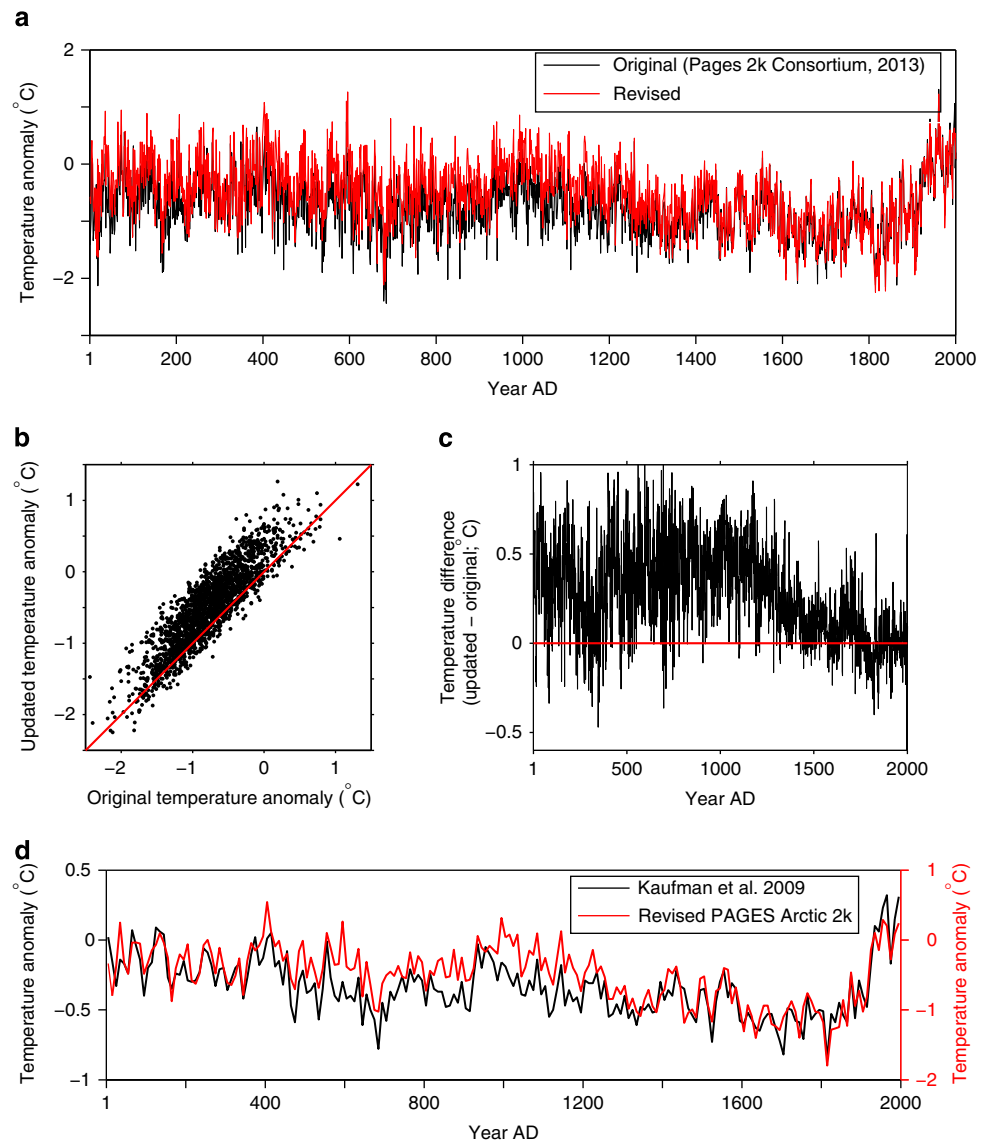 a
Temperature anomaly (°C)
2
0
−2
Original (Pages 2k Consortium, 2013)
Revised
1 200 400 600 800 1000 1200 1400 1600 1800 2000
Year AD
b
Updated temperature anomaly (°C)
1
0
−1
−2
−2 −1 0 1
Original temperature anomaly (°C)
c
Temperature difference
(updated − original; °C)
1
0.5
0
−0.5
1 500 1000 1500 2000
Year AD
d
Temperature anomaly (°C)
0.5
0
−0.5
−1
Kaufman et al. 2009
Revised PAGES Arctic 2k
1
0
−1
−2
Temperature anomaly (°C)
1 400 800 1200 1600 2000
Year AD